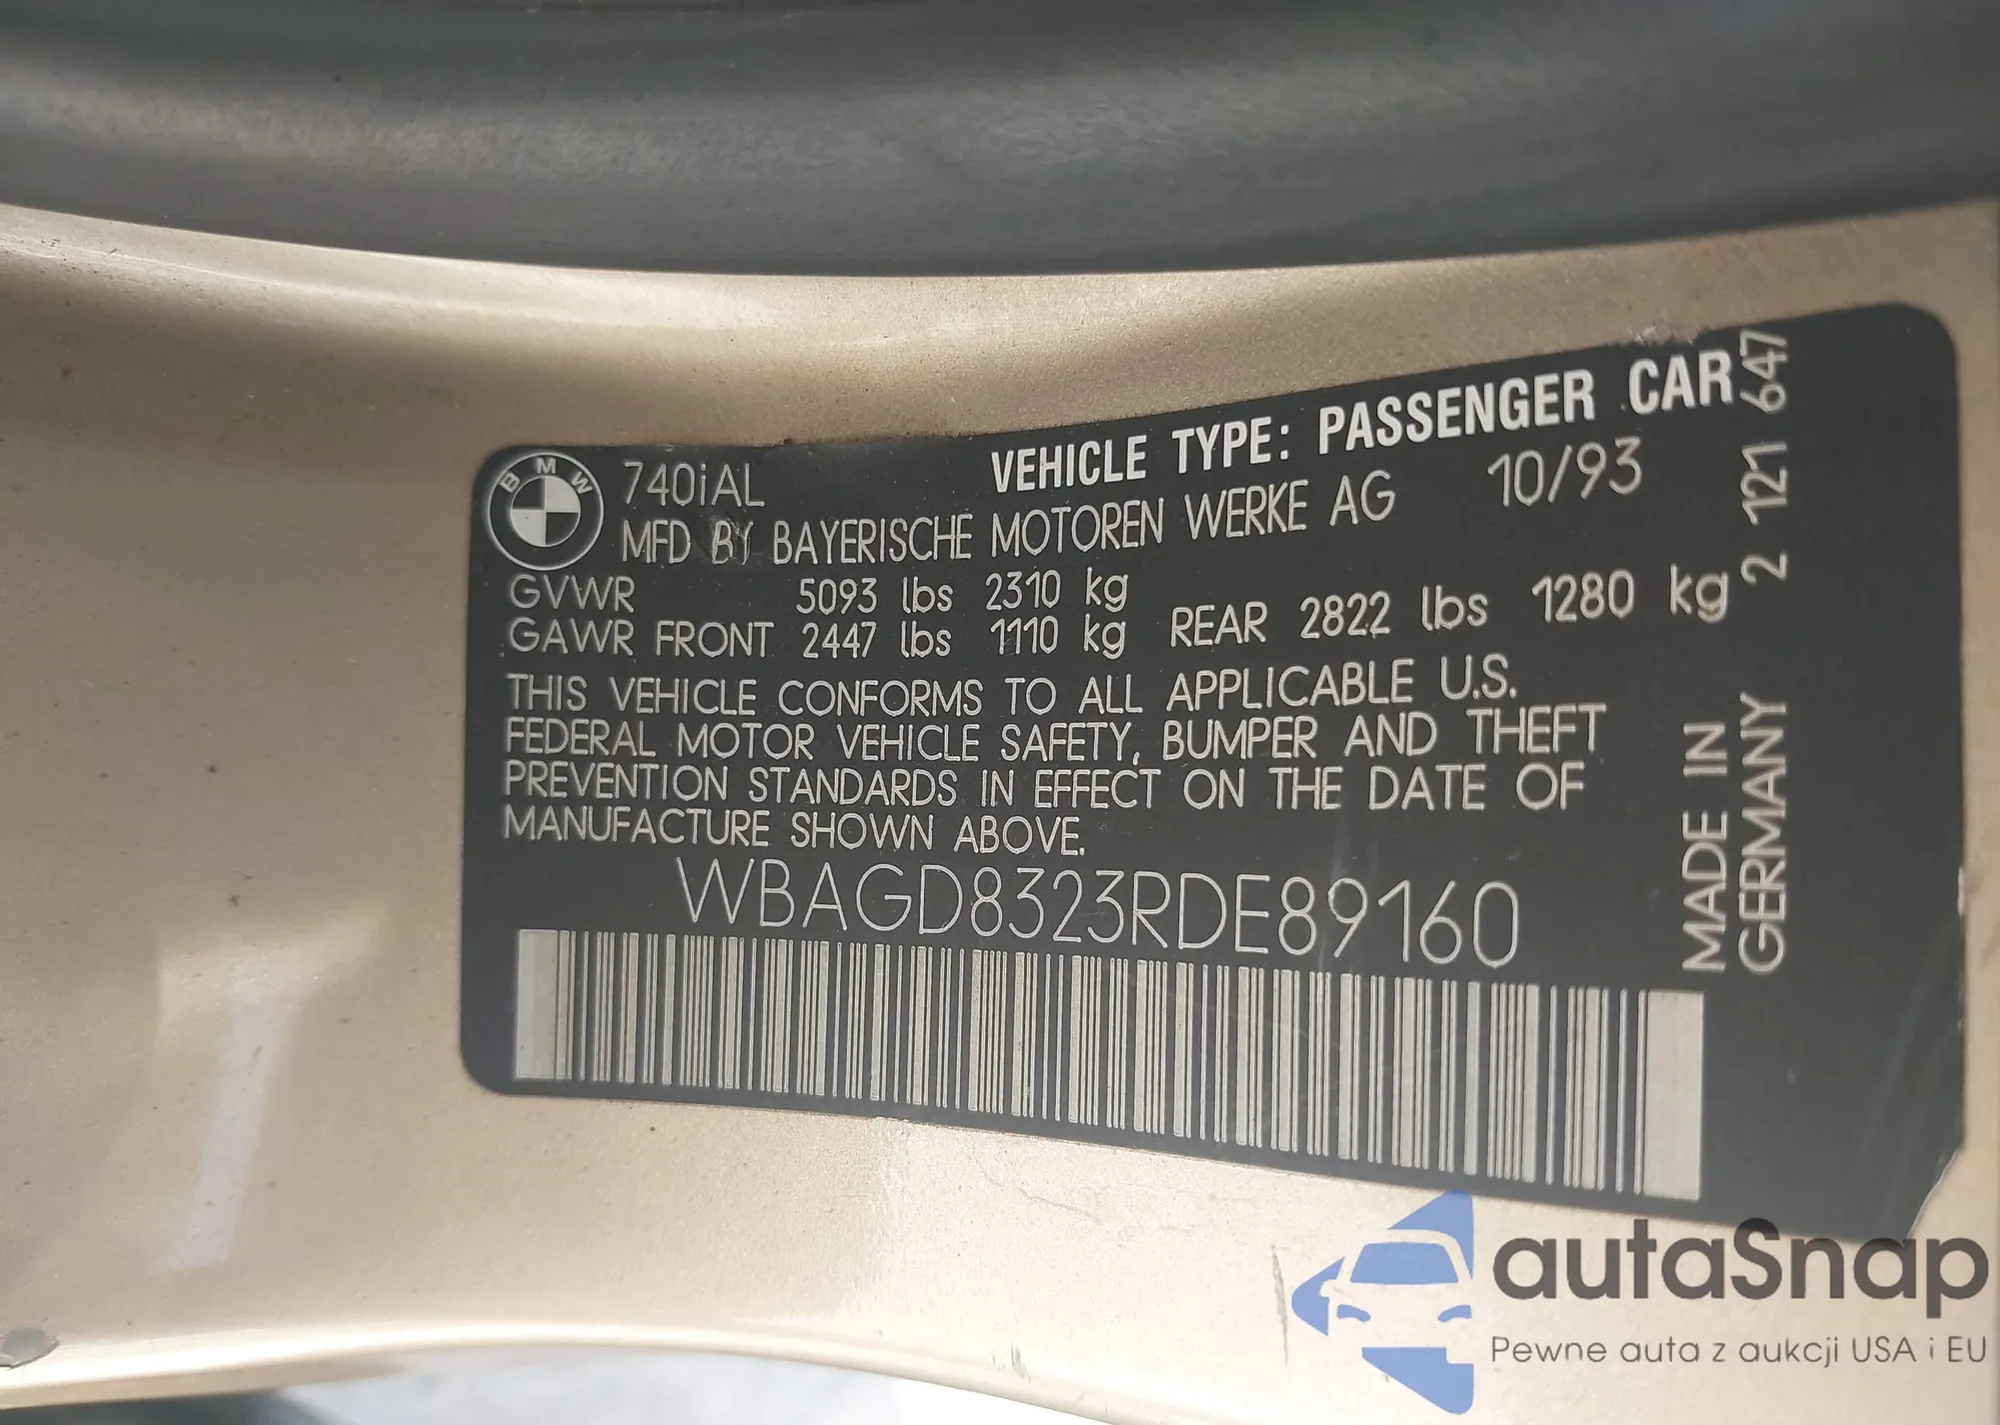 BMW
740iAL
VEHICLE TYPE: PASSENGER CAR
MFD BY BAYERISCHE MOTOREN WERKE AG 10/93
GVWR 5093 lbs 2310 kg
GAWR FRONT 2447 lbs 1110 kg REAR 2822 lbs 1280 kg
THIS VEHICLE CONFORMS TO ALL APPLICABLE U.S.
FEDERAL MOTOR VEHICLE SAFETY, BUMPER AND THEFT
PREVENTION STANDARDS IN EFFECT ON THE DATE OF
MANUFACTURE SHOWN ABOVE.
WBAGD8323RDE89160
MADE IN
GERMANY
2 121 647
autaSnap
Pewne auta z aukcji USA i EU